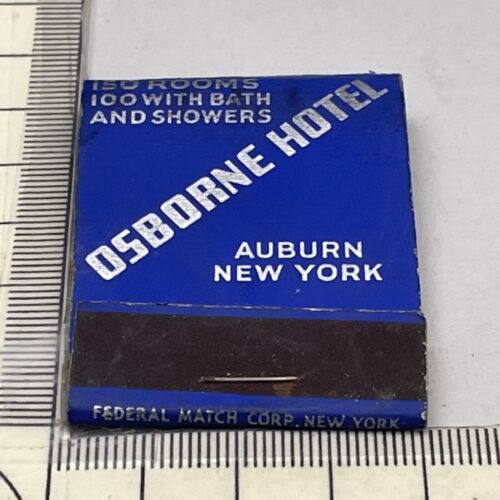 150 ROOMS
100 WITH BATH
AND SHOWERS
OSBORNE HOTEL
AUBURN
NEW YORK
FEDERAL MATCH CORP. NEW YORK